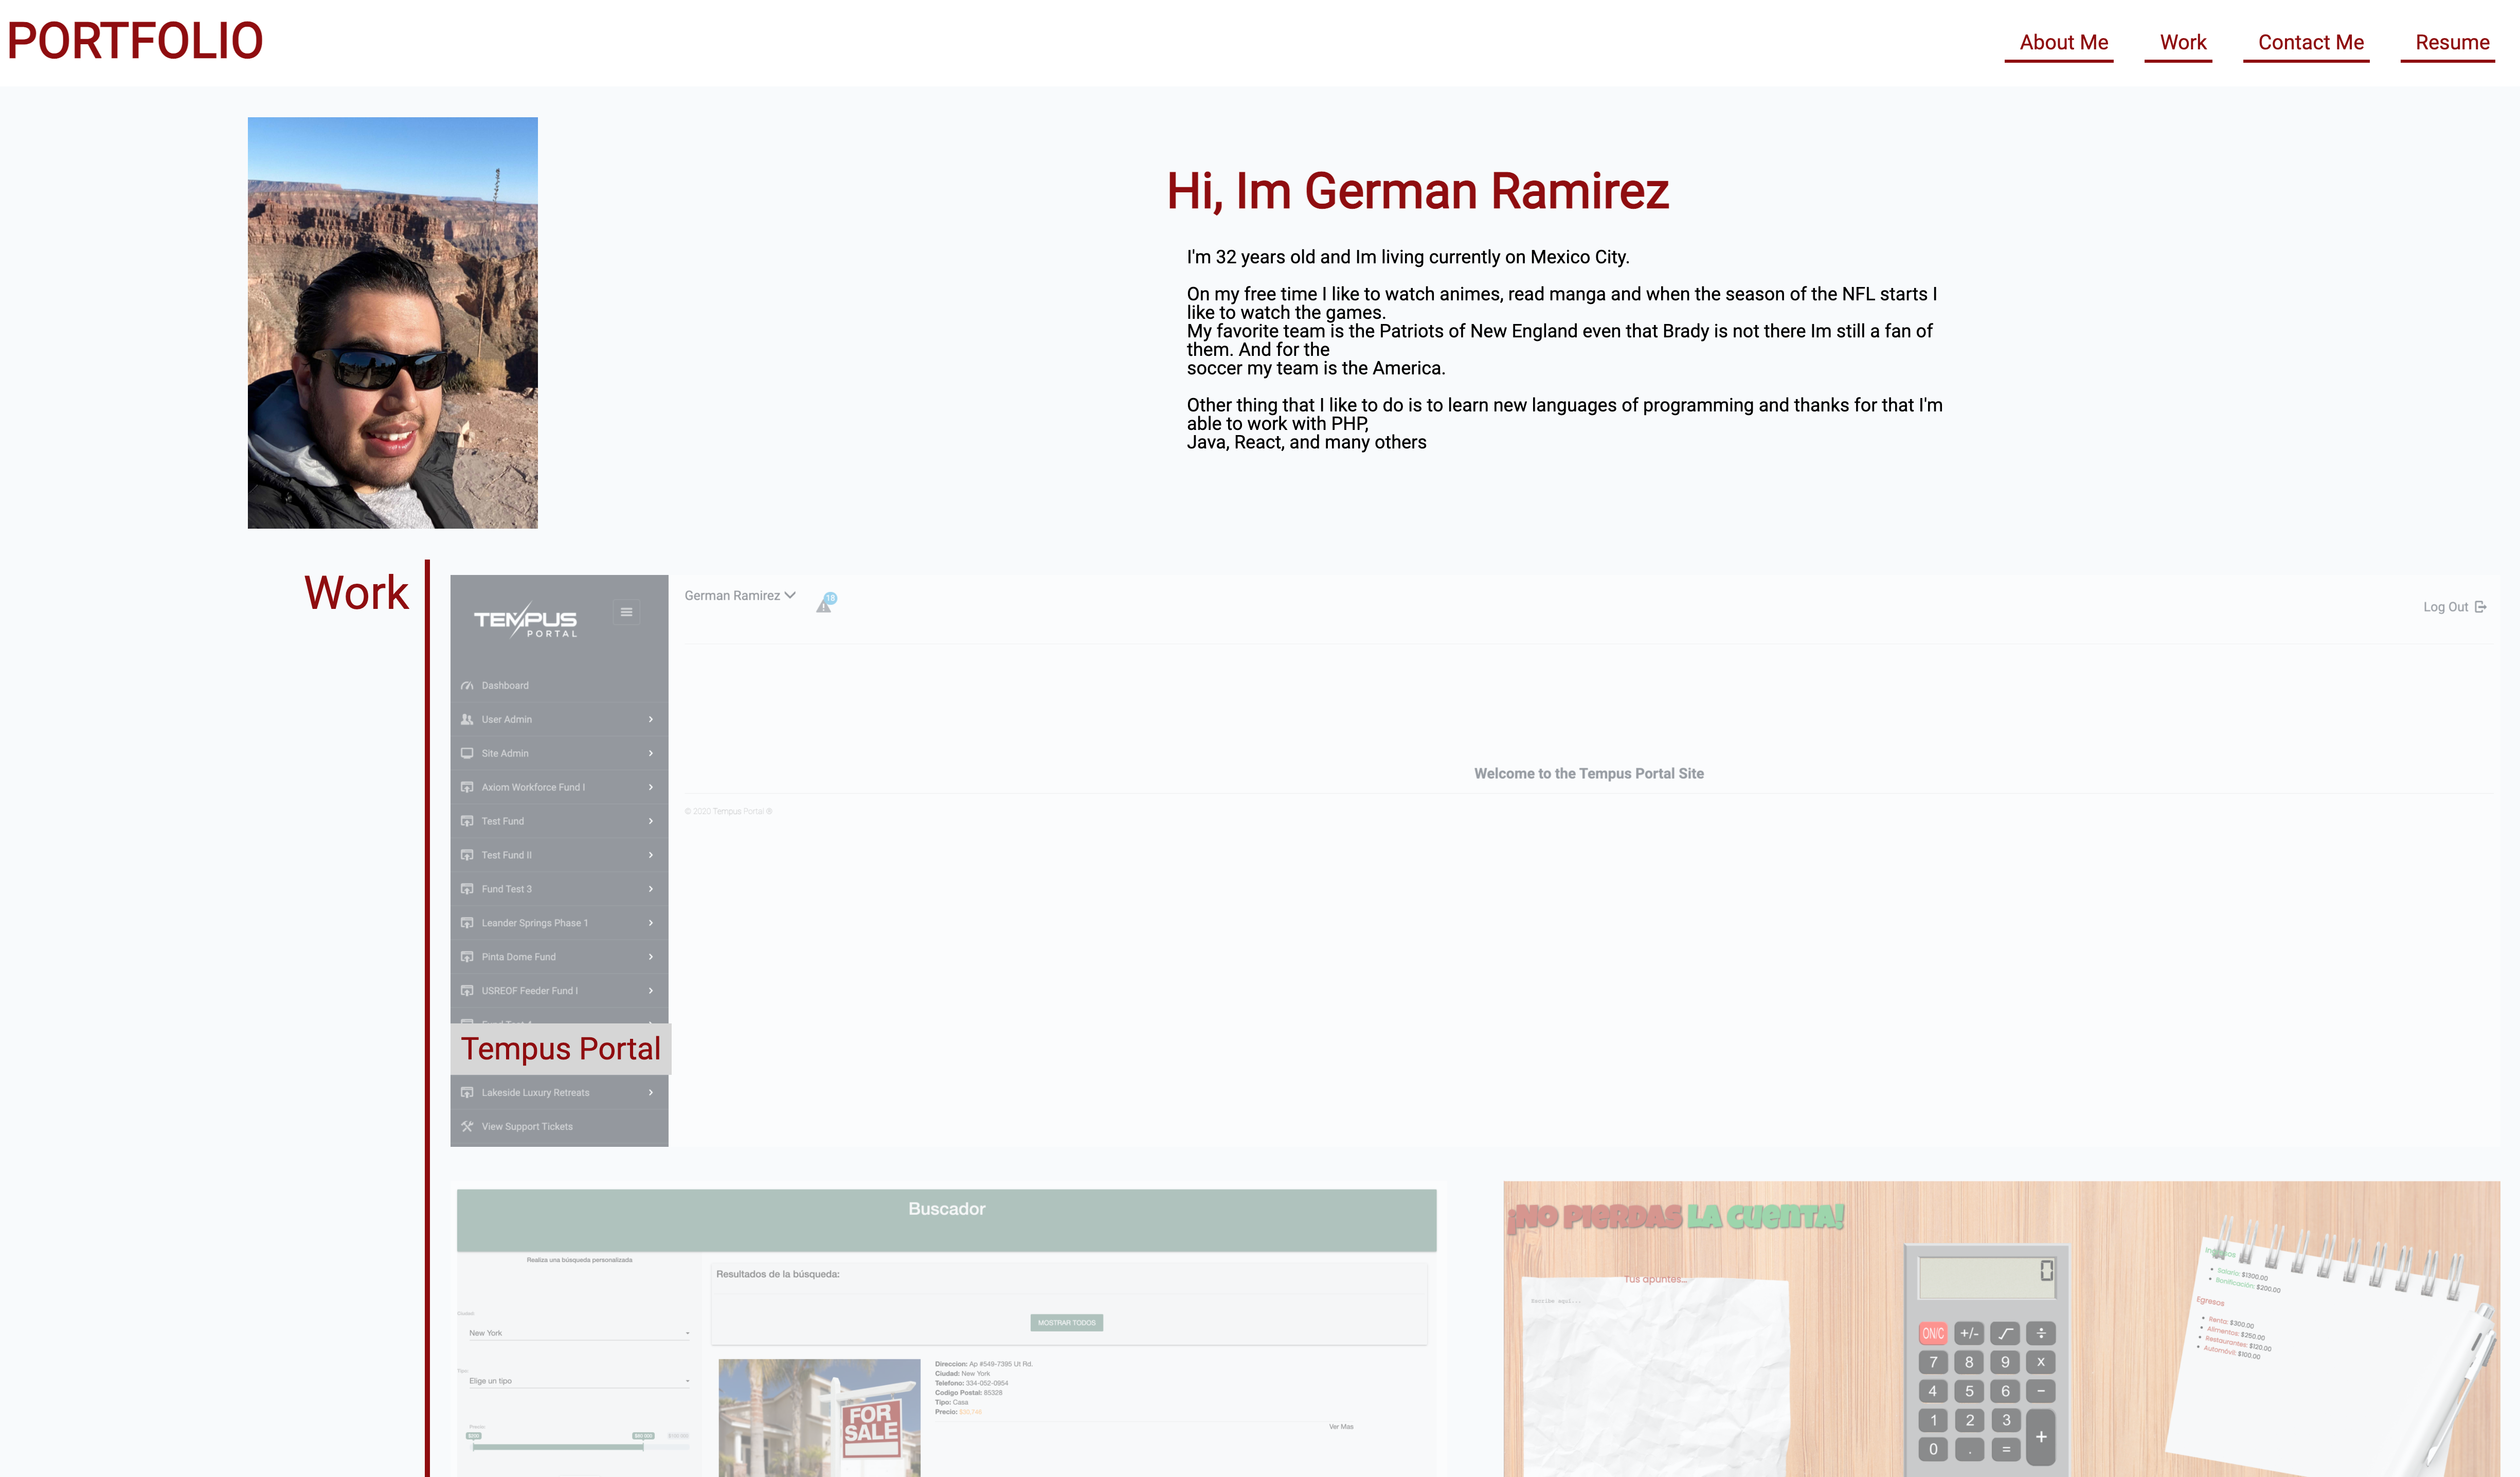 PORTFOLIO
About Me
Work
Contact Me
Resume
Hi, Im German Ramirez
I'm 32 years old and Im living currently on Mexico City.
On my free time I like to watch animes, read manga and when the season of the NFL starts I
like to watch the games.
My favorite team is the Patriots of New England even that Brady is not there Im still a fan of
them. And for the
soccer my team is the America.
Other thing that I like to do is to learn new languages of programming and thanks for that I'm
able to work with PHP,
Java, React, and many others
Work
TEMPUS
PORTAL
German Ramirez
18
Log Out
Dashboard
User Admin
Site Admin
Axiom Workforce Fund I
Test Fund
Test Fund II
Fund Test 3
Leander Springs Phase 1
Pinta Dome Fund
USREOF Feeder Fund I
Tempus Portal
Lakeside Luxury Retreats
View Support Tickets
Welcome to the Tempus Portal Site
© 2020 Tempus Portal ®
Buscador
Realiza una búsqueda personalizada
Ciudad:
New York
Tipo:
Elige un tipo
Precio:
Resultados de la búsqueda:
MOSTRAR TODOS
FOR
SALE
Direccion: Ap #549-7395 Ut Rd.
Ciudad: New York
Telefono: 334-052-0954
Codigo Postal: 85328
Tipo: Casa
Precio:
Ver Mas
¡NO PIERDAS LA CUENTA!
Tus apuntes...
Escribe aquí...
0
ON/C +/- √ ÷
7 8 9 x
4 5 6 −
1 2 3
0 . = +
Ingresos
Salario: $1300.00
Bonificación: $200.00
Egresos
Renta: $300.00
Alimentos: $250.00
Restaurantes: $120.00
Automóvil: $100.00